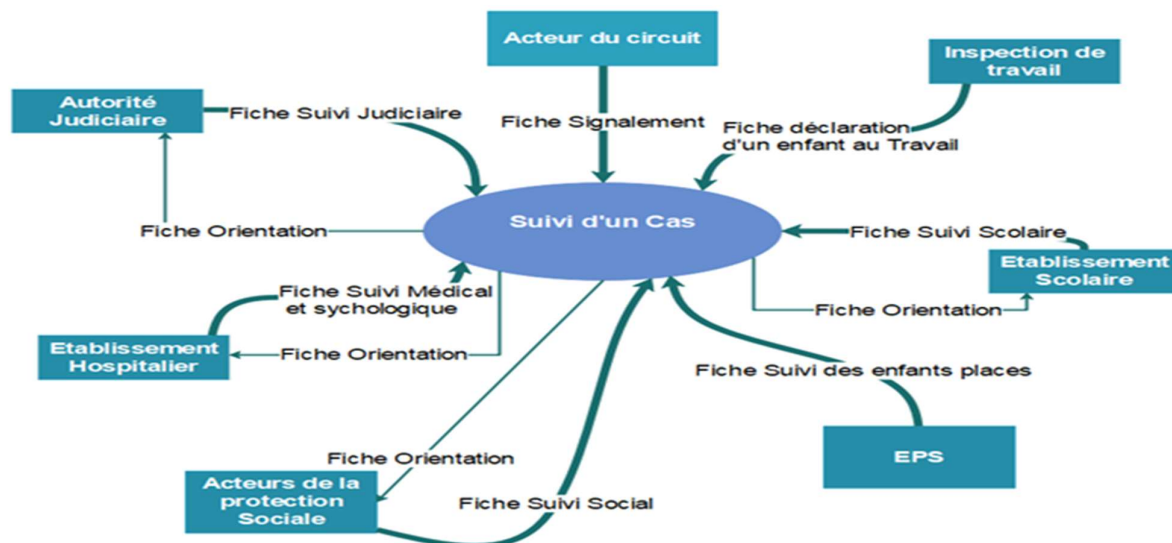 Acteur du circuit
Inspection de
travail
Autorité
Judiciaire
Fiche Suivi Judiciaire
Fiche Signalement
Fiche déclaration
d'un enfant au Travail
Suivi d'un Cas
Fiche Orientation
Fiche Suivi Scolaire
Etablissement
Scolaire
Fiche Suivi Médical
et sychologique
Fiche Orientation
Etablissement
Hospitalier
Fiche Orientation
Fiche Suivi des enfants places
Fiche Orientation
EPS
Acteurs de la
protection
Sociale
Fiche Suivi Social